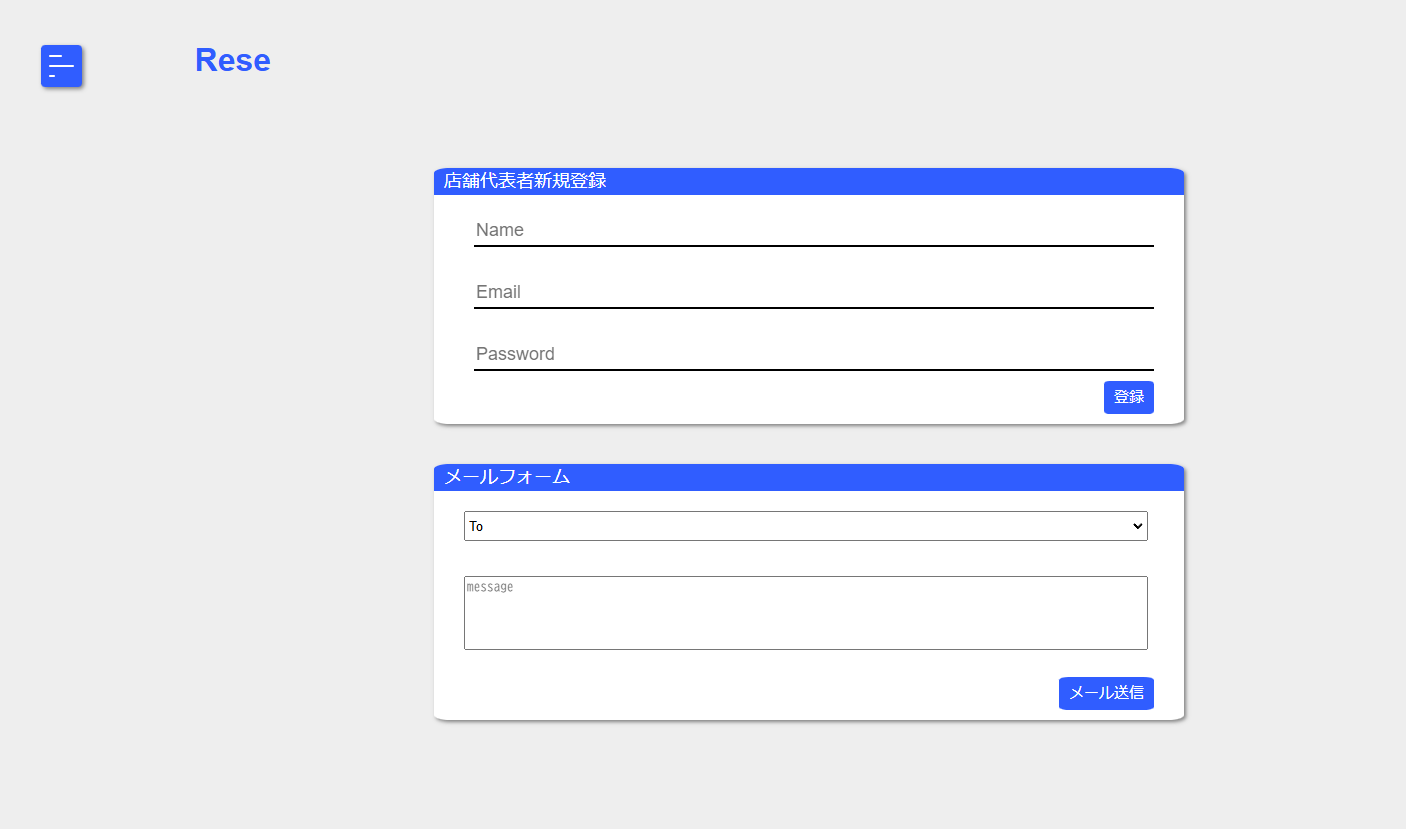 Rese
店舗代表者新規登録
Name
Email
Password
登録
メールフォーム
To
message
メール送信